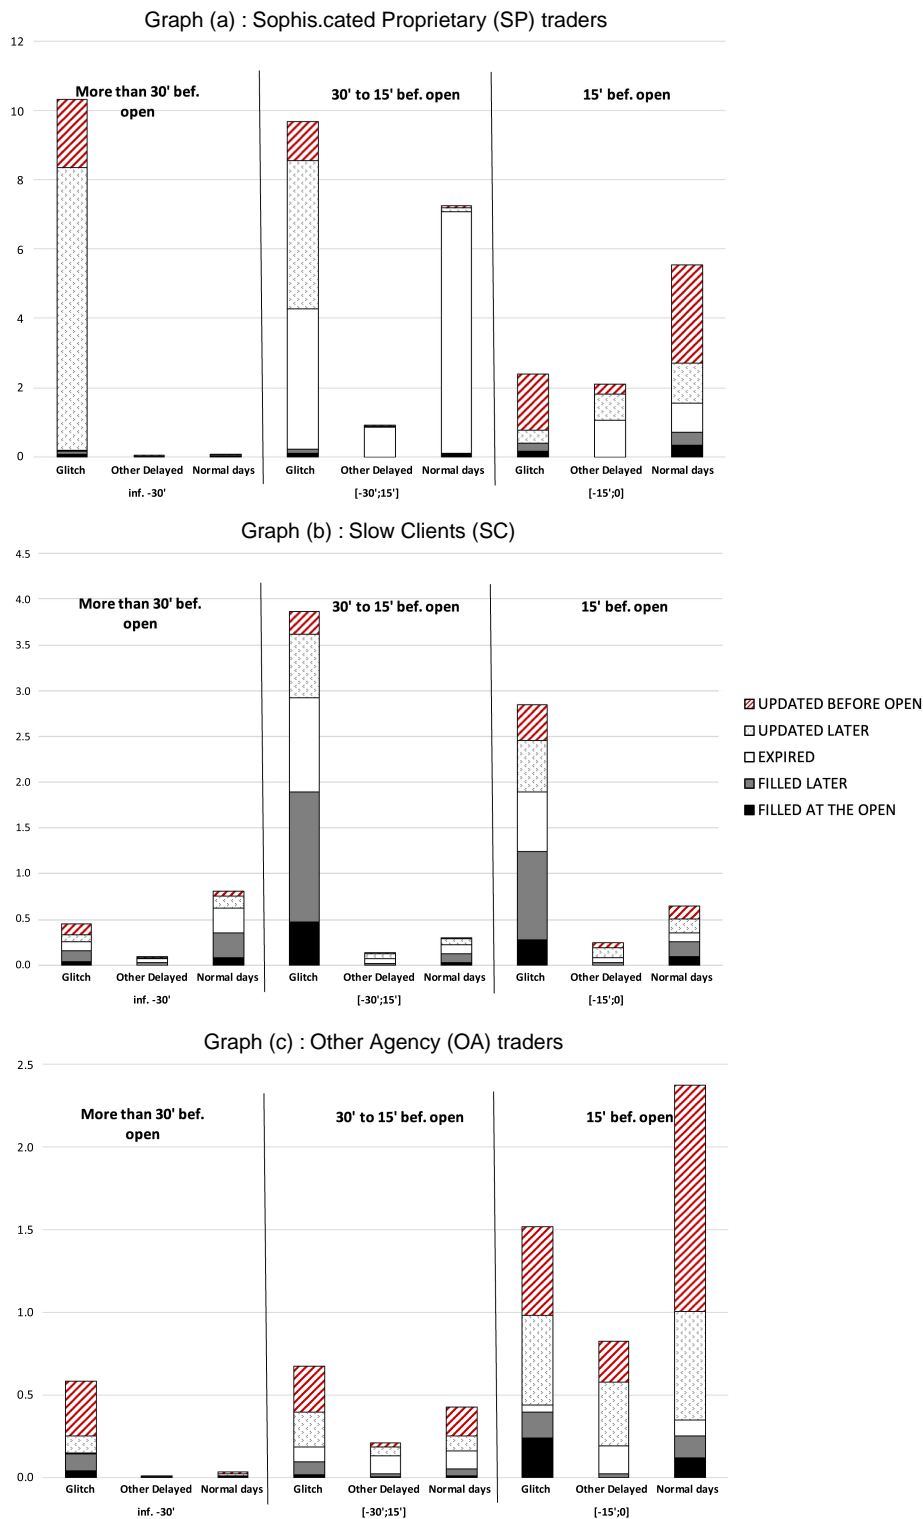 Graph (a) : Sophis.cated Proprietary (SP) traders
12
10
8
6
4
2
0
More than 30' bef.
open
30' to 15' bef. open
15' bef. open
Glitch Other Delayed Normal days Glitch Other Delayed Normal days Glitch Other Delayed Normal days
inf. -30' [-30';15'] [-15';0]
Graph (b) : Slow Clients (SC)
4.5
4.0
3.5
3.0
2.5
2.0
1.5
1.0
0.5
0.0
More than 30' bef.
open
30' to 15' bef. open
15' bef. open
Glitch Other Delayed Normal days Glitch Other Delayed Normal days Glitch Other Delayed Normal days
inf. -30' [-30';15'] [-15';0]
UPDATED BEFORE OPEN
UPDATED LATER
EXPIRED
FILLED LATER
FILLED AT THE OPEN
Graph (c) : Other Agency (OA) traders
2.5
2.0
1.5
1.0
0.5
0.0
More than 30' bef.
open
30' to 15' bef. open
15' bef. open
Glitch Other Delayed Normal days Glitch Other Delayed Normal days Glitch Other Delayed Normal days
inf. -30' [-30';15'] [-15';0]